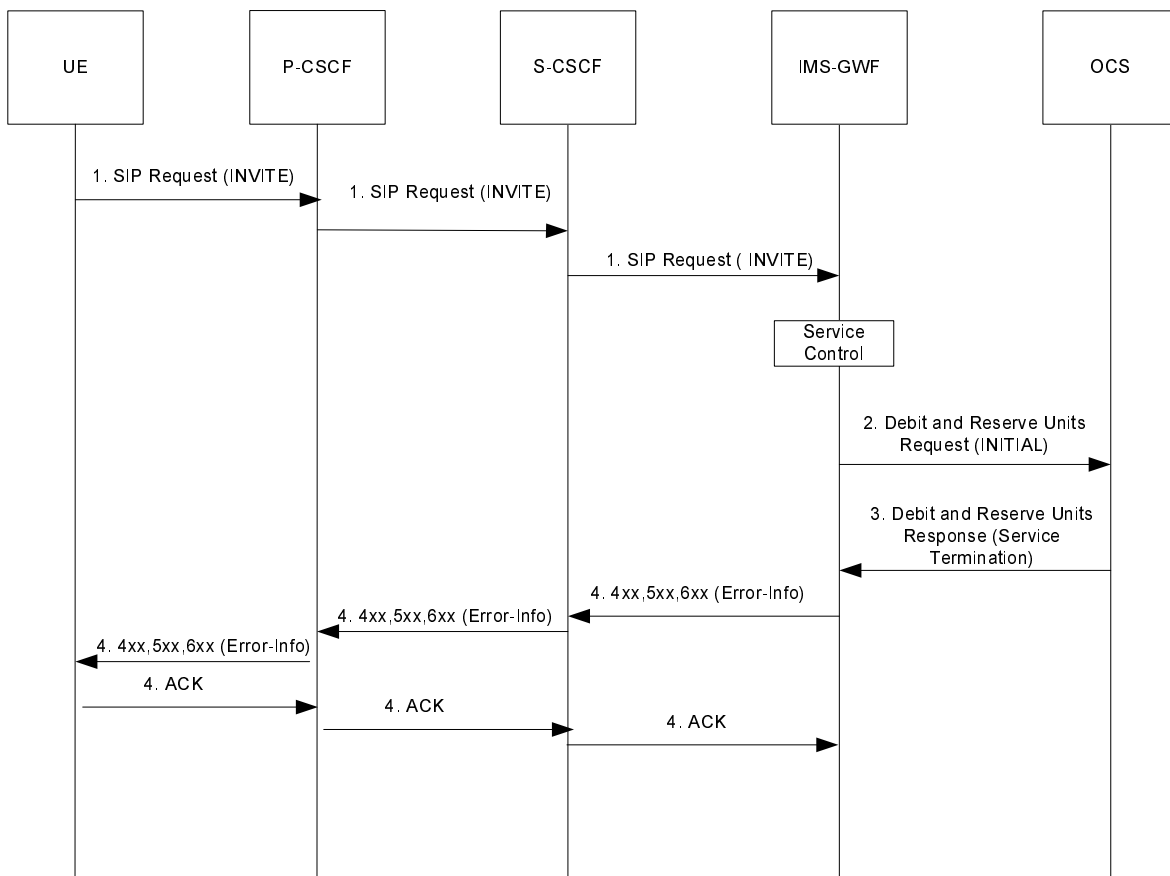 UE
P-CSCF
S-CSCF
IMS-GWF
OCS
1. SIP Request (INVITE)
1. SIP Request (INVITE)
1. SIP Request ( INVITE)
Service
Control
2. Debit and Reserve Units
Request (INITIAL)
3. Debit and Reserve Units
Response (Service
Termination)
4. 4xx,5xx,6xx (Error-Info)
4. 4xx,5xx,6xx (Error-Info)
4. 4xx,5xx,6xx (Error-Info)
4. ACK
4. ACK
4. ACK